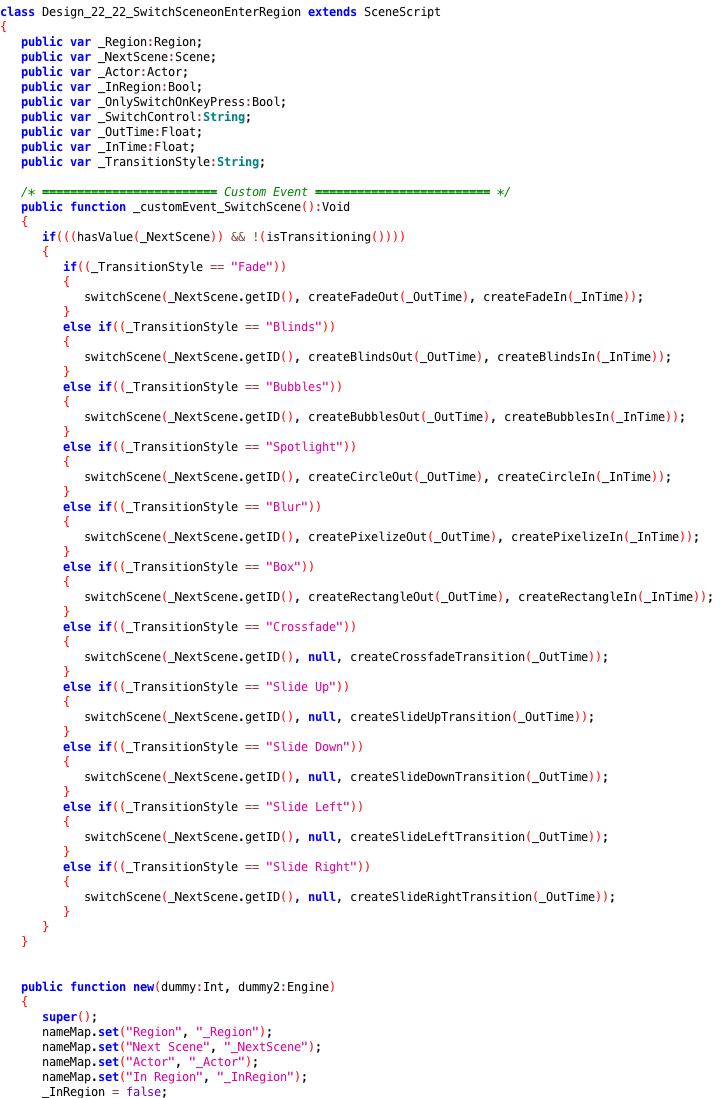 class Design_22_22_SwitchSceneonEnterRegion extends SceneScript
{
public var _Region:Region;
public var _NextScene:Scene;
public var _Actor:Actor;
public var _InRegion:Bool;
public var _OnlySwitchOnKeyPress:Bool;
public var _SwitchControl:String;
public var _OutTime:Float;
public var _InTime:Float;
public var _TransitionStyle:String;
/* ========================= Custom Event ========================= */
public function _customEvent_SwitchScene():Void
{
if(((hasValue(_NextScene)) && !(isTransitioning())))
{
if((_TransitionStyle == "Fade"))
{
switchScene(_NextScene.getID(), createFadeOut(_OutTime), createFadeIn(_InTime));
}
else if((_TransitionStyle == "Blinds"))
{
switchScene(_NextScene.getID(), createBlindsOut(_OutTime), createBlindsIn(_InTime));
}
else if((_TransitionStyle == "Bubbles"))
{
switchScene(_NextScene.getID(), createBubblesOut(_OutTime), createBubblesIn(_InTime));
}
else if((_TransitionStyle == "Spotlight"))
{
switchScene(_NextScene.getID(), createCircleOut(_OutTime), createCircleIn(_InTime));
}
else if((_TransitionStyle == "Blur"))
{
switchScene(_NextScene.getID(), createPixelizeOut(_OutTime), createPixelizeIn(_InTime));
}
else if((_TransitionStyle == "Box"))
{
switchScene(_NextScene.getID(), createRectangleOut(_OutTime), createRectangleIn(_InTime));
}
else if((_TransitionStyle == "Crossfade"))
{
switchScene(_NextScene.getID(), null, createCrossfadeTransition(_OutTime));
}
else if((_TransitionStyle == "Slide Up"))
{
switchScene(_NextScene.getID(), null, createSlideUpTransition(_OutTime));
}
else if((_TransitionStyle == "Slide Down"))
{
switchScene(_NextScene.getID(), null, createSlideDownTransition(_OutTime));
}
else if((_TransitionStyle == "Slide Left"))
{
switchScene(_NextScene.getID(), null, createSlideLeftTransition(_OutTime));
}
else if((_TransitionStyle == "Slide Right"))
{
switchScene(_NextScene.getID(), null, createSlideRightTransition(_OutTime));
}
}
}
public function new(dummy:Int, dummy2:Engine)
{
super();
nameMap.set("Region", "_Region");
nameMap.set("Next Scene", "_NextScene");
nameMap.set("Actor", "_Actor");
nameMap.set("In Region", "_InRegion");
_InRegion = false;